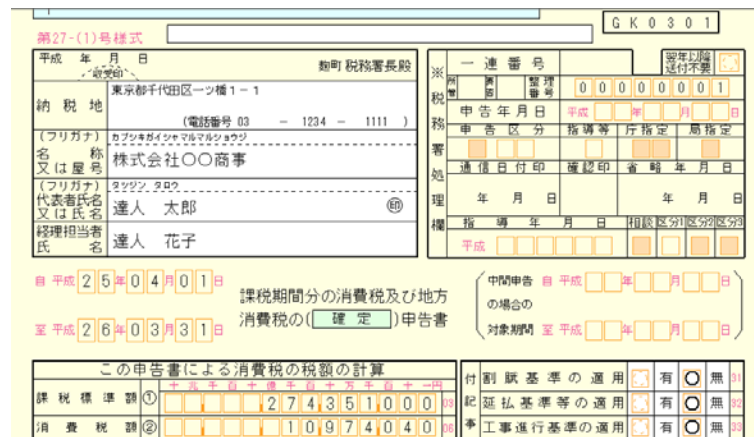 GK0301
第27-(1)号様式
平成 年 月 日
収受印
麹町 税務署長殿
納税地
東京都千代田区一ツ橋1-1
(電話番号 03 - 1234 - 1111 )
(フリガナ) カブシキガイシャマルマルショウジ
名称又は屋号
株式会社〇〇商事
(フリガナ) タツジン タロウ
代表者氏名又は氏名
達人 太郎
印
経理担当者氏名
達人 花子
※税務署処理欄
一連番号
翌年以降送付不要
所管
整理番号 00000001
申告年月日 平成
申告区分 指導等 庁指定 局指定
通信日付印 確認印 省略年月日
年 月 日 年 月 日
指導年月日 相談 区分1 区分2 区分3
平成
自 平成 25年04月01日
至 平成 26年03月31日
課税期間分の消費税及び地方
消費税の( 確定 )申告書
中間申告 自 平成 年 月 日
の場合の
対象期間 至 平成 年 月 日
この申告書による消費税の税額の計算
十兆千百十億千百十万千百十一円
課税標準額 ① 274351000 03
消費税額 ② 10974040 06
付記事
割賦基準の適用 有 〇 無 31
延払基準等の適用 有 〇 無 32
工事進行基準の適用 有 〇 無 33